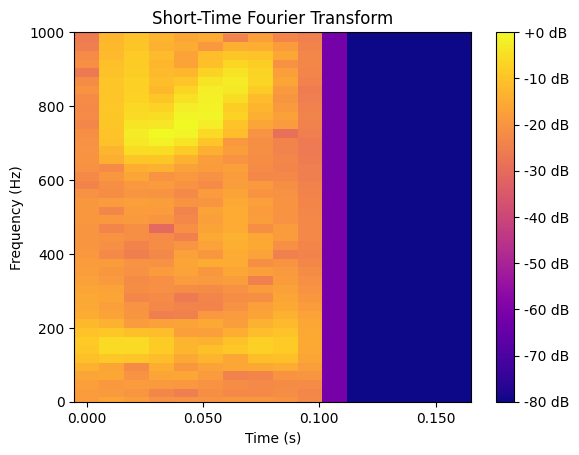 Short-Time Fourier Transform
1000
800
600
400
200
0
Frequency (Hz)
0.000
0.050
0.100
0.150
Time (s)
+0 dB
-10 dB
-20 dB
-30 dB
-40 dB
-50 dB
-60 dB
-70 dB
-80 dB